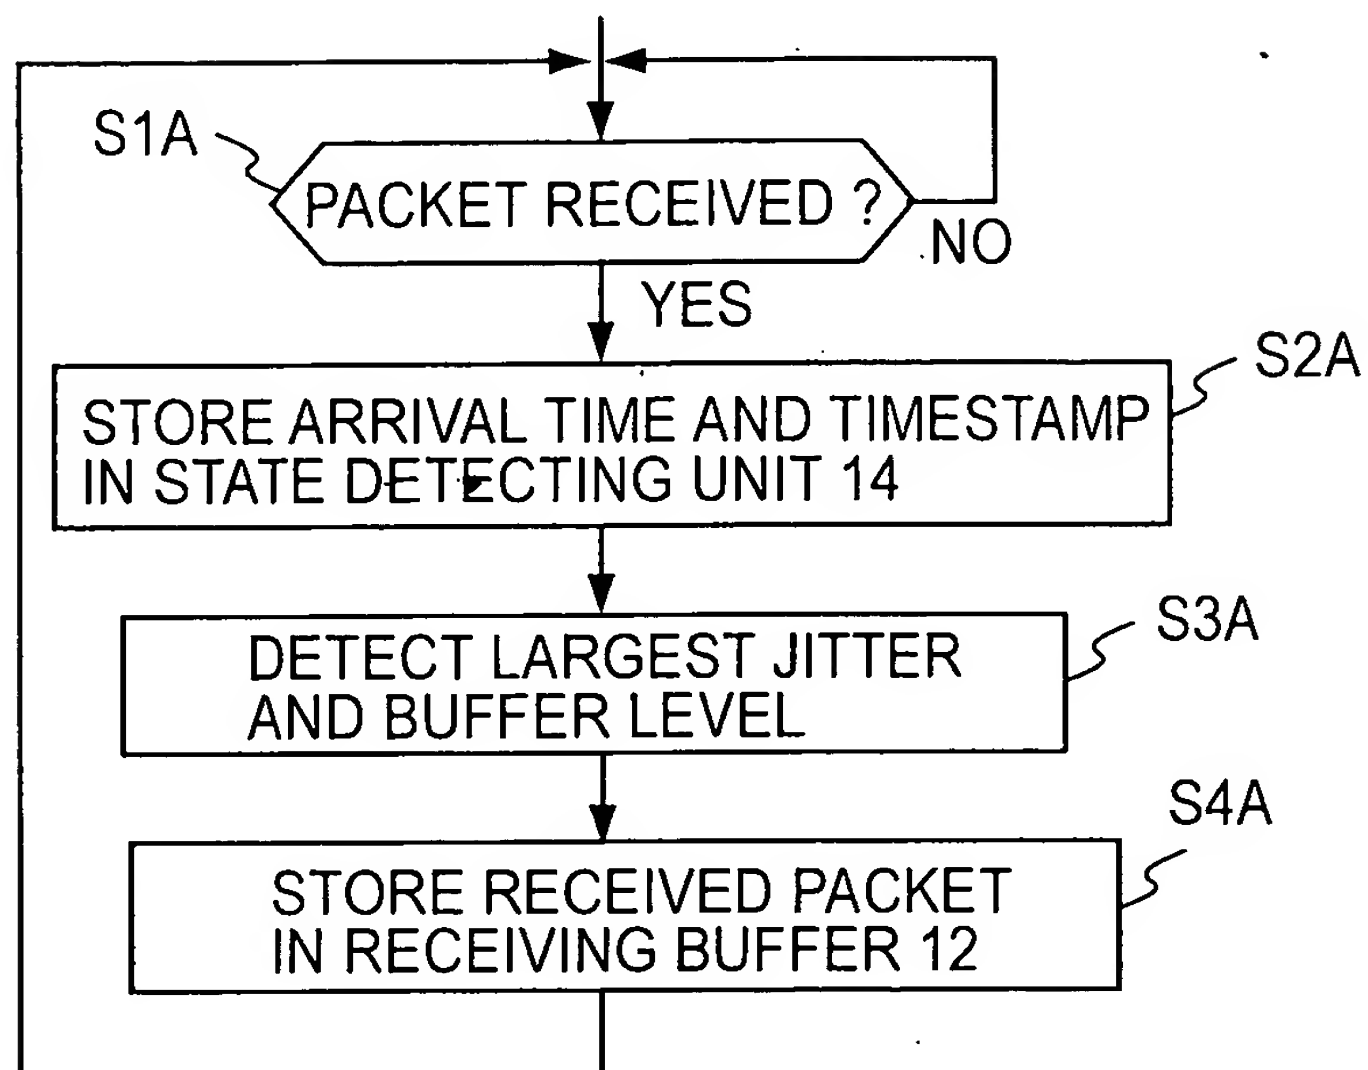 S1A
PACKET RECEIVED ?
NO
YES
S2A
STORE ARRIVAL TIME AND TIMESTAMP
IN STATE DETECTING UNIT 14
S3A
DETECT LARGEST JITTER
AND BUFFER LEVEL
S4A
STORE RECEIVED PACKET
IN RECEIVING BUFFER 12